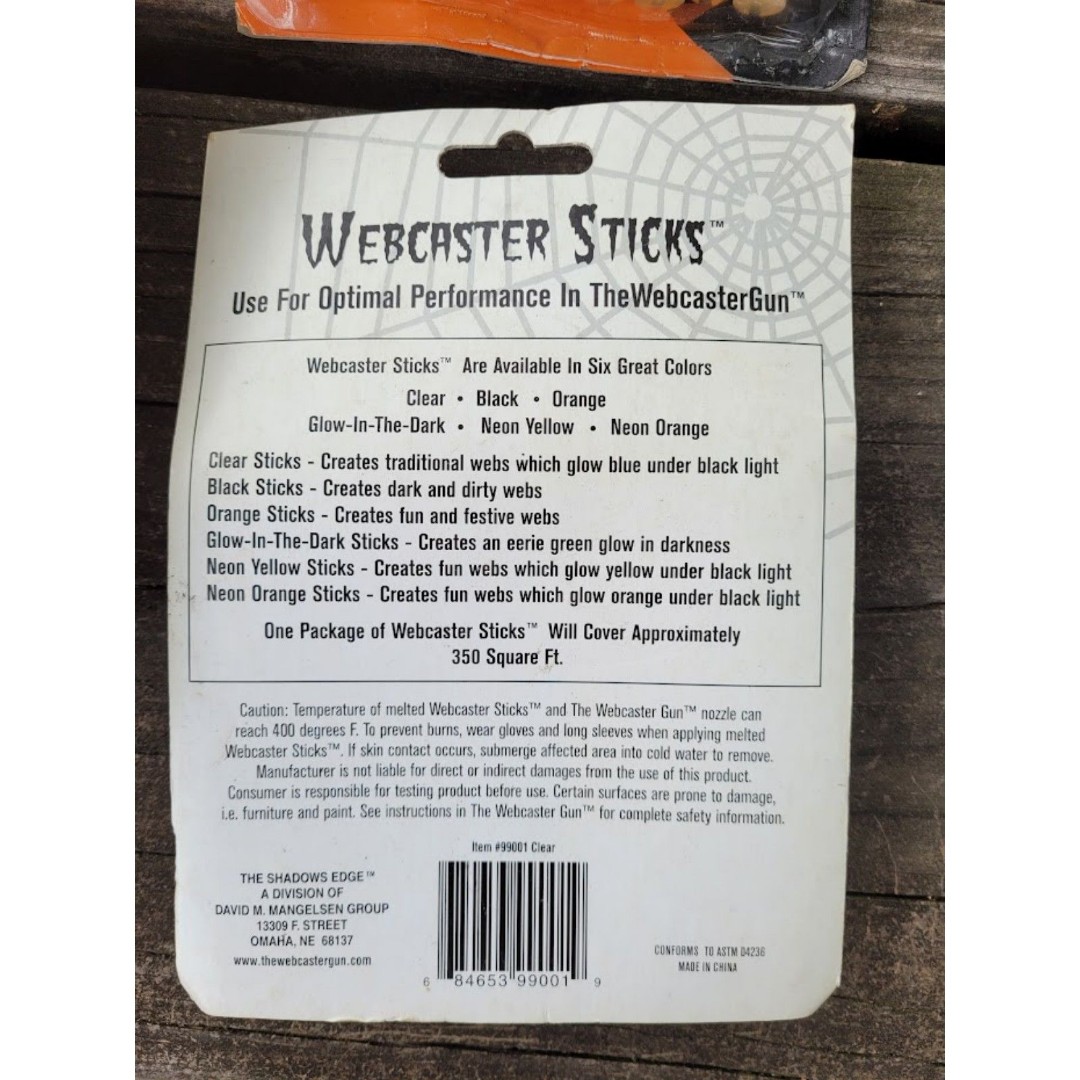 WEBCASTER STICKS™
Use For Optimal Performance In TheWebcasterGun™
Webcaster Sticks™ Are Available In Six Great Colors
Clear • Black • Orange
Glow-In-The-Dark • Neon Yellow • Neon Orange
Clear Sticks - Creates traditional webs which glow blue under black light
Black Sticks - Creates dark and dirty webs
Orange Sticks - Creates fun and festive webs
Glow-In-The-Dark Sticks - Creates an eerie green glow in darkness
Neon Yellow Sticks - Creates fun webs which glow yellow under black light
Neon Orange Sticks - Creates fun webs which glow orange under black light
One Package of Webcaster Sticks™ Will Cover Approximately
350 Square Ft.
Caution: Temperature of melted Webcaster Sticks™ and The Webcaster Gun™ nozzle can
reach 400 degrees F. To prevent burns, wear gloves and long sleeves when applying melted
Webcaster Sticks™. If skin contact occurs, submerge affected area into cold water to remove.
Manufacturer is not liable for direct or indirect damages from the use of this product.
Consumer is responsible for testing product before use. Certain surfaces are prone to damage,
i.e. furniture and paint. See instructions in The Webcaster Gun™ for complete safety information.
Item #99001 Clear
THE SHADOWS EDGE™
A DIVISION OF
DAVID M. MANGELSEN GROUP
13309 F. STREET
OMAHA, NE 68137
www.thewebcastergun.com
6 84653 99001 9
CONFORMS TO ASTM D4236
MADE IN CHINA